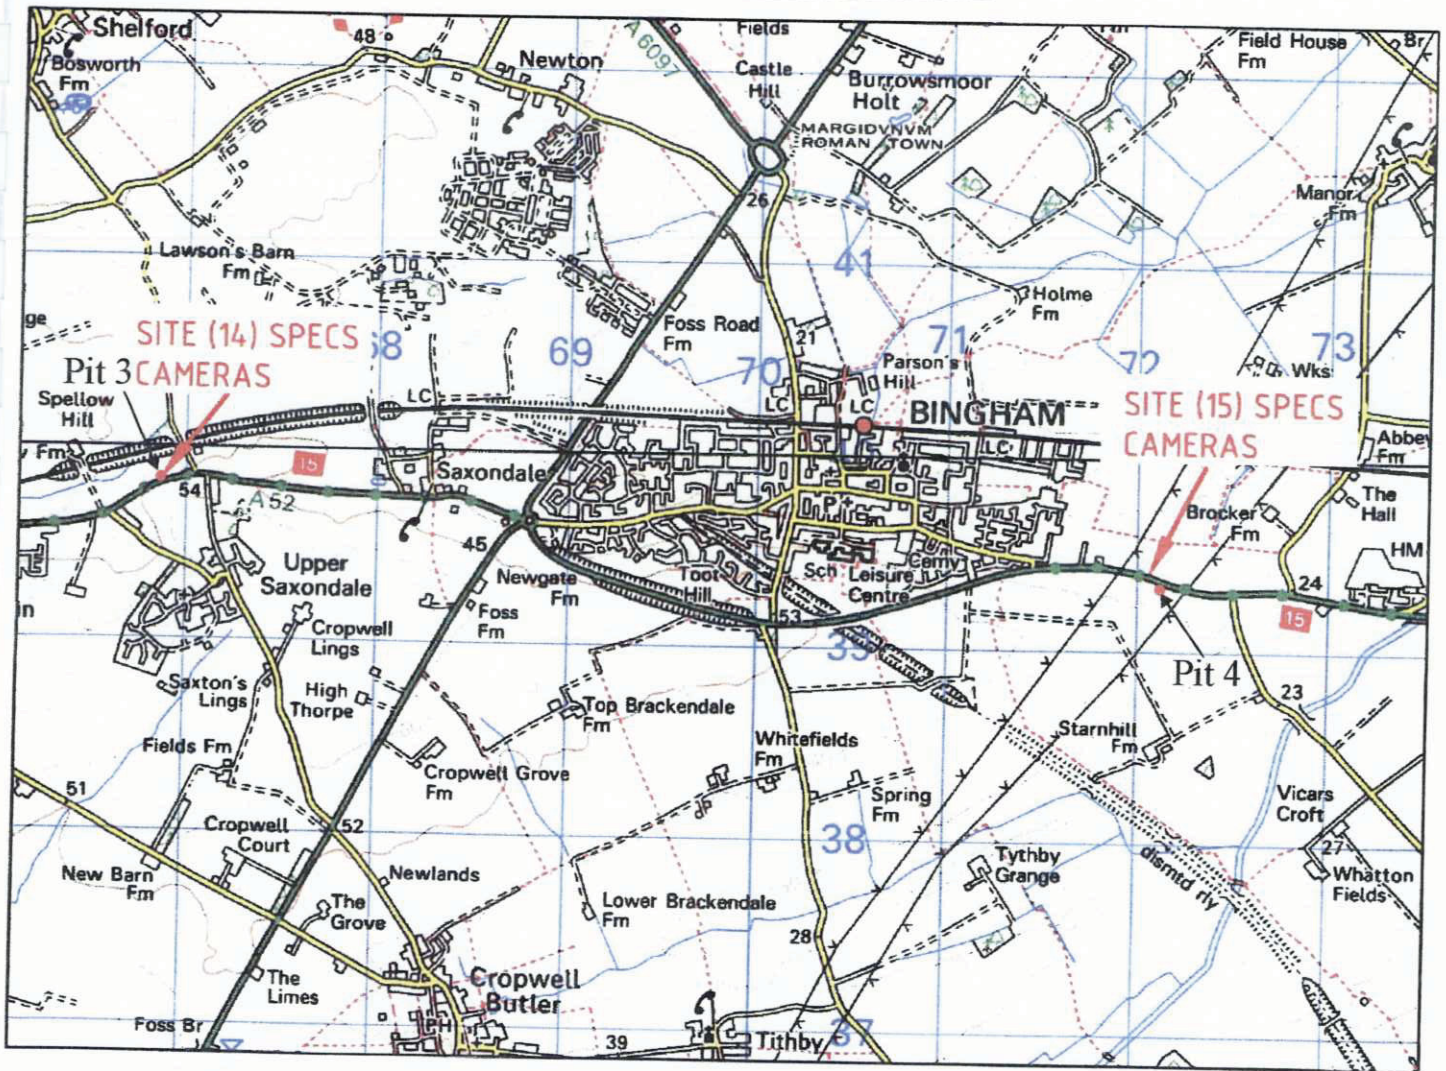 Shelford
Bosworth
Fm
48
Newton
A 6097
Fields
Castle
Hill
Burrowsmoor
Holt
Field House
Fm
Br
MARGIDVNVM
ROMAN TOWN
Manor
Fm
26
Lawson's Barn
Fm
41
Holme
Fm
ge
SITE (14) SPECS
CAMERAS
Pit 3
68
69
Foss Road
Fm
70
21
71
72
73
Parson's
Hill
Wks
Spellow
Hill
LC
LC
LC
BINGHAM
LC
SITE (15) SPECS
CAMERAS
Fm
Abbey
Fm
54
15
A 52
Saxondale
P
The
Hall
Brocker
Fm
HM
45
Upper
Saxondale
Newgate
Fm
Toot
Hill
Sch
Leisure
Centre
Cemy
24
in
Foss
Fm
53
15
Cropwell
Lings
39
Pit 4
Saxton's
Lings
High
Thorpe
Top Brackendale
Fm
23
Fields Fm
Whitefields
Fm
Starnhill
Fm
Cropwell Grove
Fm
51
Spring
Fm
Vicars
Croft
Cropwell
Court
52
38
27
New Barn
Fm
Newlands
Tythby
Grange
dismtd rly
Whatton
Fields
The
Grove
Lower Brackendale
Fm
28
The
Limes
Cropwell
Butler
Foss Br
PH
39
Tithby
37